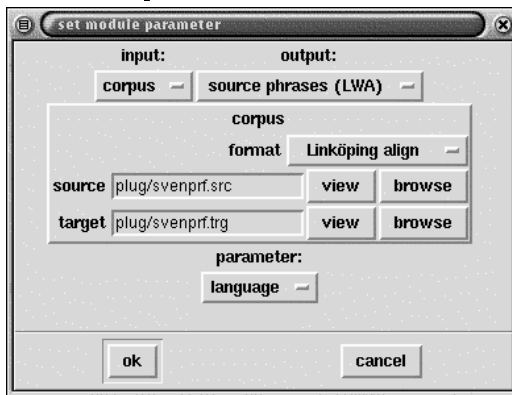 set module parameter
input: output:
corpus source phrases (LWA)
corpus
format Linköping align
source plug/svenprf.src view browse
target plug/svenprf.trg view browse
parameter:
language
ok cancel